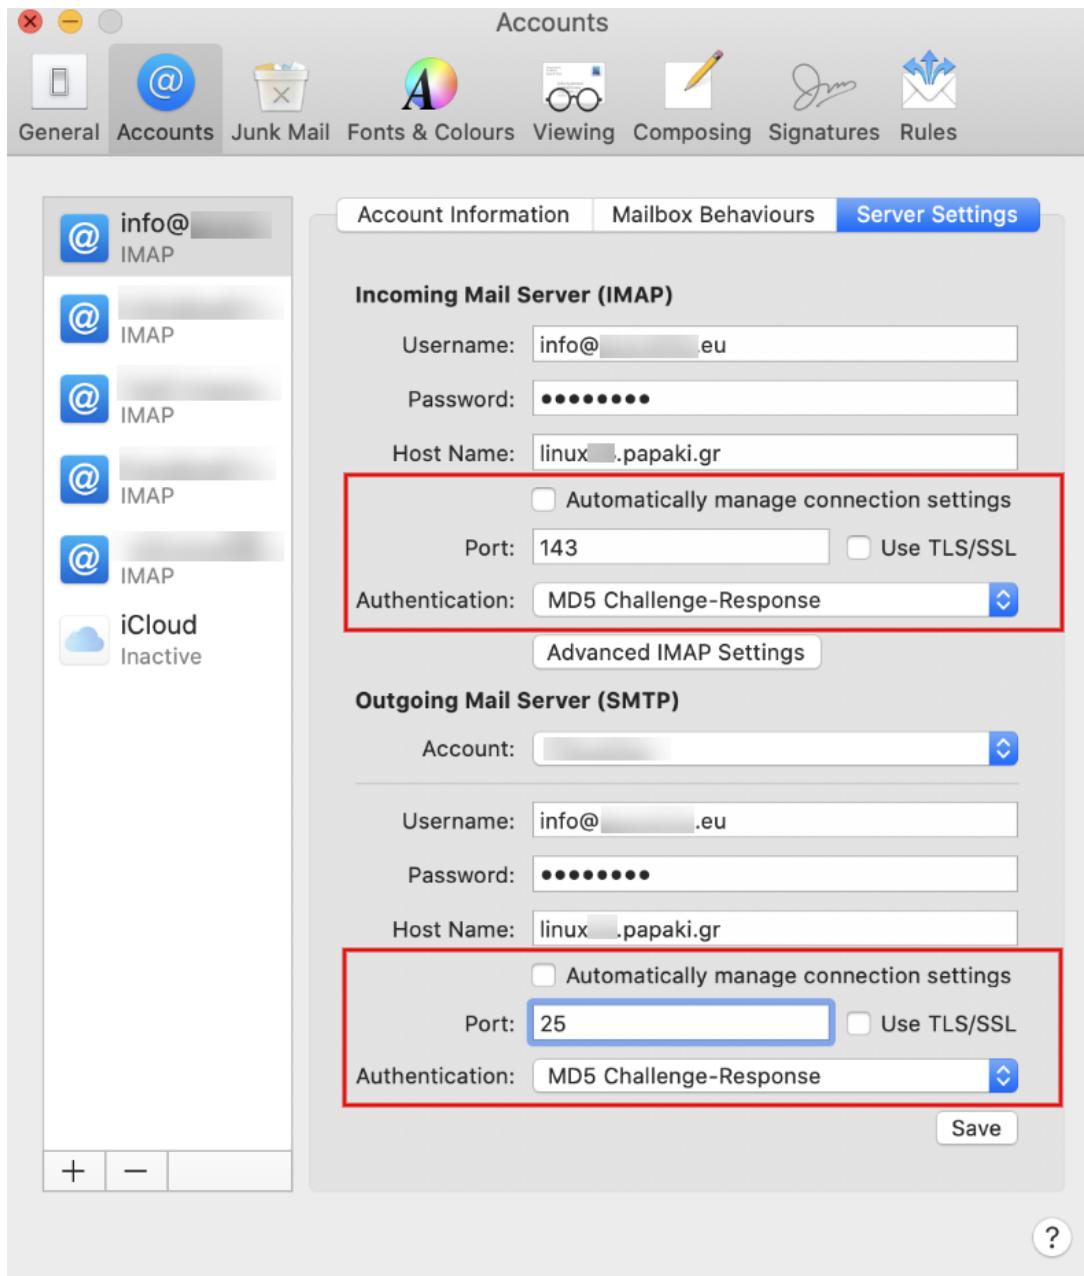 Accounts
General Accounts Junk Mail Fonts & Colours Viewing Composing Signatures Rules
info@
IMAP
IMAP
IMAP
IMAP
IMAP
iCloud
Inactive
Account Information Mailbox Behaviours Server Settings
Incoming Mail Server (IMAP)
Username: info@ .eu
Password: ••••••••
Host Name: linux .papaki.gr
Automatically manage connection settings
Port: 143 Use TLS/SSL
Authentication: MD5 Challenge-Response
Advanced IMAP Settings
Outgoing Mail Server (SMTP)
Account:
Username: info@ .eu
Password: ••••••••
Host Name: linux .papaki.gr
Automatically manage connection settings
Port: 25 Use TLS/SSL
Authentication: MD5 Challenge-Response
Save
?